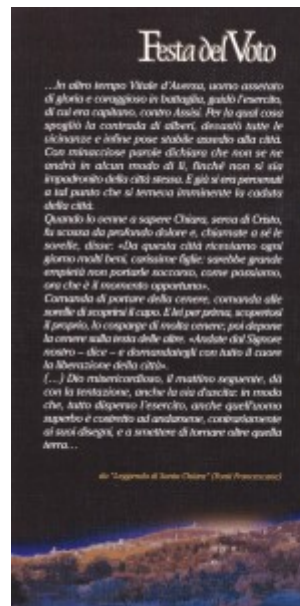 Festa del Voto
…In altro tempo Vitale d'Aversa, uomo assetato
di gloria e coraggioso in battaglia, guidò l'esercito,
di cui era capitano, contro Assisi. Per la qual cosa
spogliò la contrada di alberi, devastò tutte le
vicinanze e infine pose stabile assedio alla città.
Con minacciose parole dichiara che non se ne
andrà in alcun modo di lì, finché non si sia
impadronito della città stessa. E già si era pervenuti
a tal punto che si temeva imminente la caduta
della città.
Quando lo venne a sapere Chiara, serva di Cristo,
fu scossa da profondo dolore e, chiamate a sé le
sorelle, disse: «Da questa città riceviamo ogni
giorno molti beni, carissime figlie: sarebbe grande
empietà non portarle soccorso, come possiamo,
ora che è il momento opportuno».
Comanda di portare della cenere, comanda alle
sorelle di scoprirsi il capo. E lei per prima, scopertosi
il proprio, lo cosparge di molta cenere; poi depone
la cenere sulla testa delle altre. «Andate dal Signore
nostro – dice – e domandategli con tutto il cuore
la liberazione della città».
(…) Dio misericordioso, il mattino seguente, dà
con la tentazione, anche la via d'uscita: in modo
che, tutto disperso l'esercito, anche quell'uomo
superbo è costretto ad andarsene, contrariamente
ai suoi disegni, e a smettere di tornare oltre quella
terra…
da "Leggenda di Santa Chiara" (Fonti Francescane)